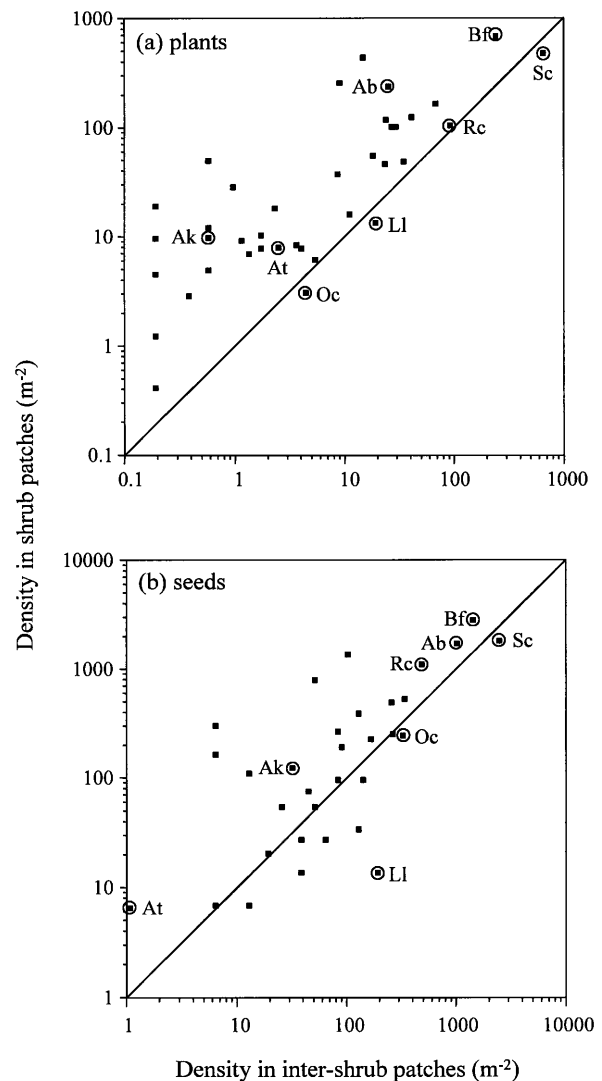 1000
(a) plants
Bf
Sc
Ab
100
Rc
10
Ak
Ll
At
Oc
1
0.1
0.1 1 10 100 1000
Density in shrub patches (m-2)
10000
(b) seeds
Bf
Ab
Sc
1000
Rc
Oc
Ak
100
Ll
10
At
1
1 10 100 1000 10000
Density in inter-shrub patches (m-2)